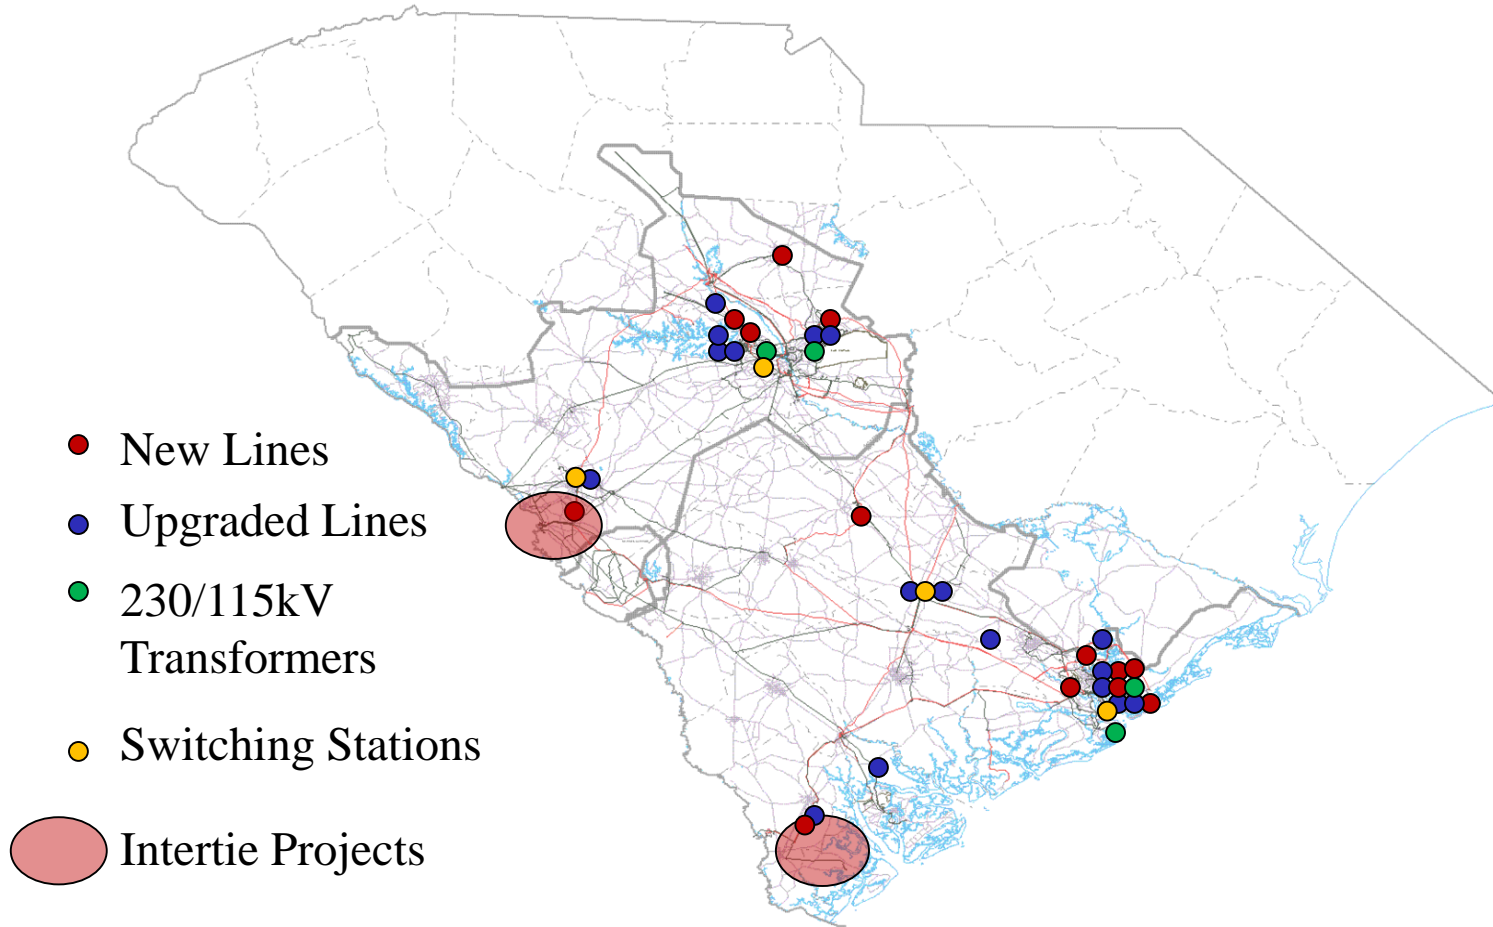 New Lines
Upgraded Lines
230/115kV
Transformers
Switching Stations
Intertie Projects